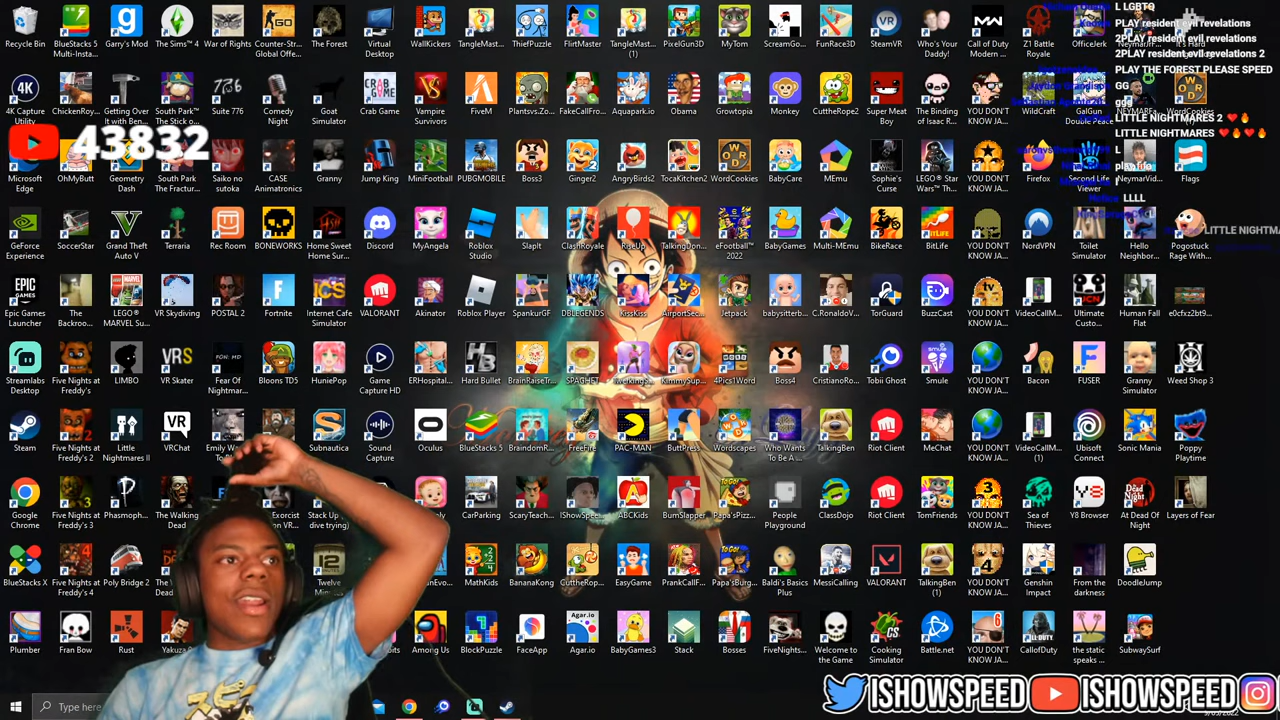 Recycle Bin
BlueStacks 5 Multi-Insta...
Garry's Mod
The Sims™ 4
War of Rights
Counter-Str... Global Offe...
The Forest
Virtual Desktop
WallKickers
TangleMast...
ThiefPuzzle
FlirtMaster
TangleMast... (1)
PixelGun3D
MyTom
ScreamGo...
FunRace3D
SteamVR
Who's Your Daddy!
Call of Duty Modern War...
Z1 Battle Royale
OfficeJerk
It's Hard
L LGBTQ
PLAY resident evil revelations
2PLAY resident evil revelations
2PLAY resident evil revelations 2
PLAY THE FOREST PLEASE SPEED
GG
ggg
LITTLE NIGHTMARES 2 ❤️🔥
LITTLE NIGHTMARES ❤️🔥❤️🔥
L
play fifa
LLLL
LITTLE NIGHTMA
4K Capture Utility
ChickenRoy...
Getting Over It with Ben...
South Park™ The Stick o...
Suite 776
Comedy Night
Goat Simulator
Crab Game
Vampire Survivors
FiveM
Plantsvs.Zo...
FakeCallFro...
Aquapark.io
Obama
Growtopia
Monkey
CuttheRope2
Super Meat Boy
The Binding of Isaac R...
YOU DON'T KNOW JA...
WildCraft
GalGun Double Peace
WordCookies (1)
43832
Microsoft Edge
OhMyButt
Geometry Dash
South Park The Fractur...
Saiko no sutoka
CASE Animatronics
Granny
Jump King
MiniFootball
PUBGMOBILE
Boss3
Ginger2
AngryBirds2
TocaKitchen2
WordCookies
BabyCare
MEmu
Sophie's Curse
LEGO® Star Wars™ Th...
YOU DON'T KNOW JA...
Firefox
Second Life Viewer
NeymarVid...
Flags
GeForce Experience
SoccerStar
Grand Theft Auto V
Terraria
Rec Room
BONEWORKS
Home Sweet Home Sur...
Discord
MyAngela
Roblox Studio
SlapIt
ClashRoyale
RiseUp
TalkingDon...
eFootball™ 2022
BabyGames
Multi-MEmu
BikeRace
BitLife
YOU DON'T KNOW JA...
NordVPN
Toilet Simulator
Hello Neighbor...
Pogostuck Rage With...
Epic Games Launcher
The Backroo...
LEGO® MARVEL Su...
VR Skydiving
POSTAL 2
Fortnite
Internet Cafe Simulator
VALORANT
Akinator
Roblox Player
SpankurGF
DBLEGENDS
KissKiss
AirportSec...
Jetpack
babysitterb...
C.RonaldoV...
TorGuard
BuzzCast
YOU DON'T KNOW JA...
VideoCallM...
Ultimate Custo...
Human Fall Flat
e0cfxz2bt9...
Streamlabs Desktop
Five Nights at Freddy's
LIMBO
VR Skater
Fear Of Nightmar...
Bloons TD5
HuniePop
Game Capture HD
ERHospital...
Hard Bullet
BrainRaiseTr...
SPAGHET...
TwerkingS...
KimmySup...
4Pics1Word
Boss4
CristianoRo...
Tobii Ghost
Smule
YOU DON'T KNOW JA...
Bacon
FUSER
Granny Simulator
Weed Shop 3
Steam
Five Nights at Freddy's 2
Little Nightmares II
VRChat
Emily Wa...
Subnautica
Sound Capture
Oculus
BlueStacks 5
BraindomR...
FreeFire
PAC-MAN
ButtPress
Wordscapes
Who Wants To Be A ...
TalkingBen
Riot Client
MeChat
YOU DON'T KNOW JA...
VideoCallM... (1)
Ubisoft Connect
Sonic Mania
Poppy Playtime
Google Chrome
Five Nights at Freddy's 3
Phasmoph...
The Walking Dead
Exorcist
Stack Up (or dive trying)
CarParking
ScaryTeach...
IShowSpee...
ABCKids
BumSlapper
Papa'sPizz...
People Playground
ClassDojo
Riot Client
TomFriends
YOU DON'T KNOW JA...
Sea of Thieves
Y8 Browser
At Dead Of Night
Layers of Fear
BlueStacks X
Five Nights at Freddy's 4
Poly Bridge 2
Twelve
MathKids
BananaKong
CuttheRop...
EasyGame
PrankCallF...
Papa'sBurg...
Baldi's Basics Plus
MessiCalling
VALORANT
TalkingBen (1)
YOU DON'T KNOW JA...
Genshin Impact
From the darkness
DoodleJump
Plumber
Fran Bow
Rust
Among Us
BlockPuzzle
FaceApp
Agar.io
BabyGames3
Stack
Bosses
FiveNights...
Welcome to the Game
Cooking Simulator
Battle.net
YOU DON'T KNOW JA...
CallofDuty
the static speaks ...
SubwaySurf
Type here
ISHOWSPEED
ISHOWSPEED